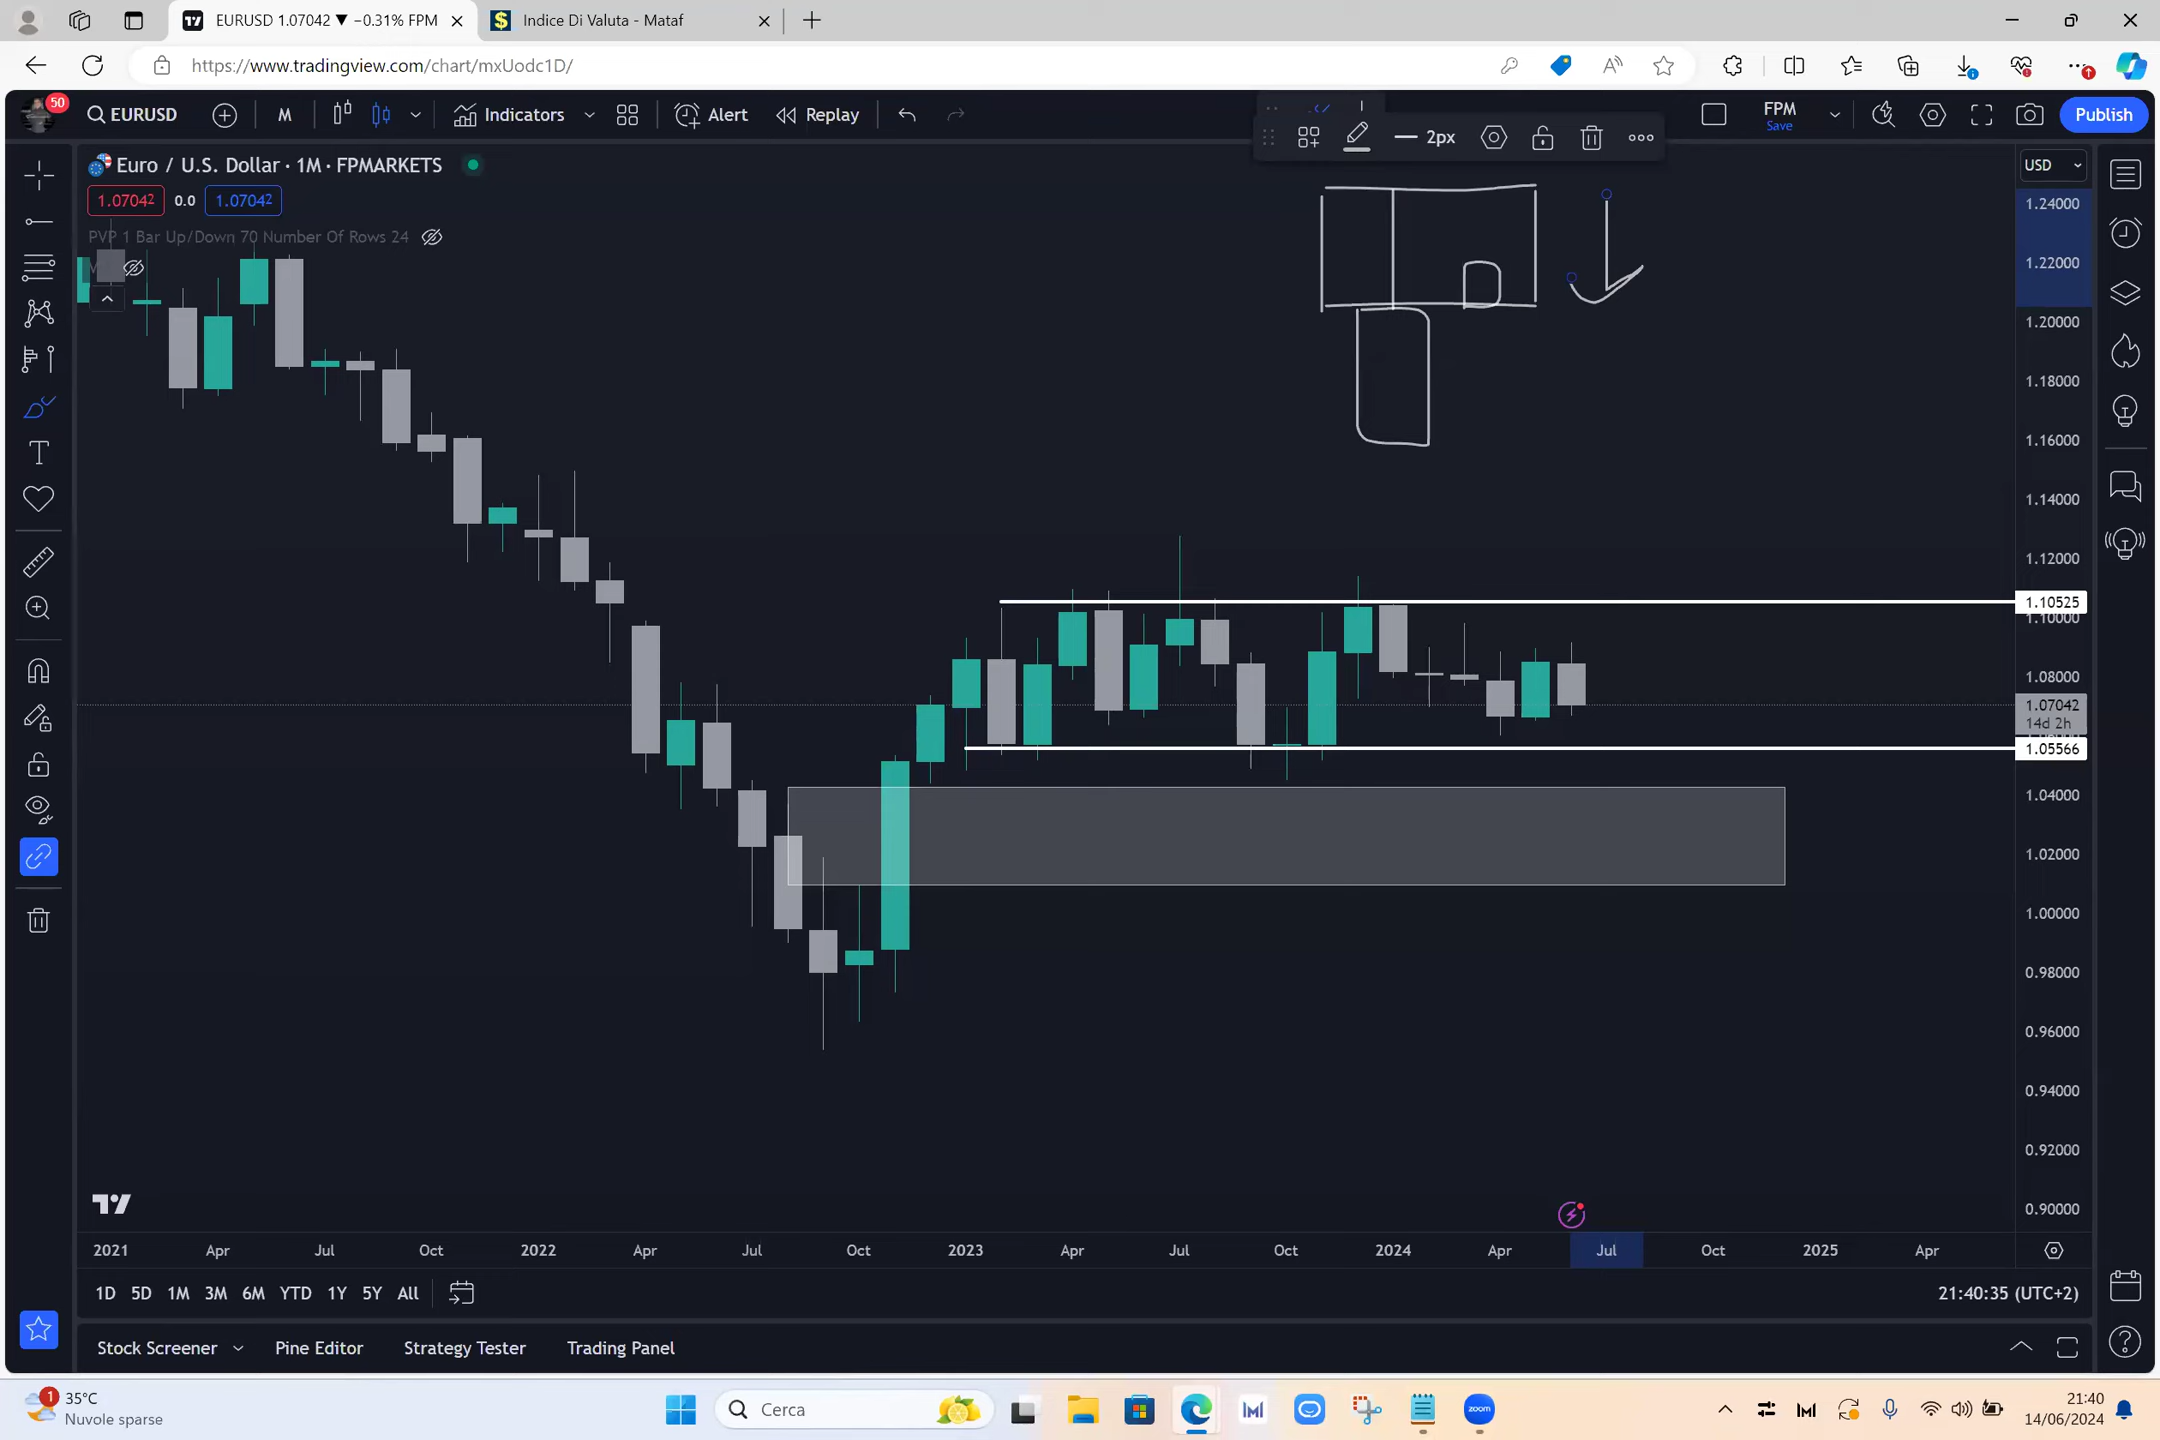 EURUSD 1.07042 ▼ −0.31% FPM
Indice Di Valuta - Mataf
https://www.tradingview.com/chart/mxUodc1D/
50
EURUSD
M
Indicators
Alert
Replay
2px
FPM
Save
Publish
Euro / U.S. Dollar · 1M · FPMARKETS
1.07042 0.0 1.07042
PVP 1 Bar Up/Down 70 Number Of Rows 24
USD
1.24000
1.22000
1.20000
1.18000
1.16000
1.14000
1.12000
1.10525
1.10000
1.08000
1.07042
14d 2h
1.05566
1.04000
1.02000
1.00000
0.98000
0.96000
0.94000
0.92000
0.90000
2021 Apr Jul Oct 2022 Apr Jul Oct 2023 Apr Jul Oct 2024 Apr Jul Oct 2025 Apr
1D 5D 1M 3M 6M YTD 1Y 5Y All
21:40:35 (UTC+2)
Stock Screener Pine Editor Strategy Tester Trading Panel
1
35°C
Nuvole sparse
Cerca
zoom
21:40
14/06/2024